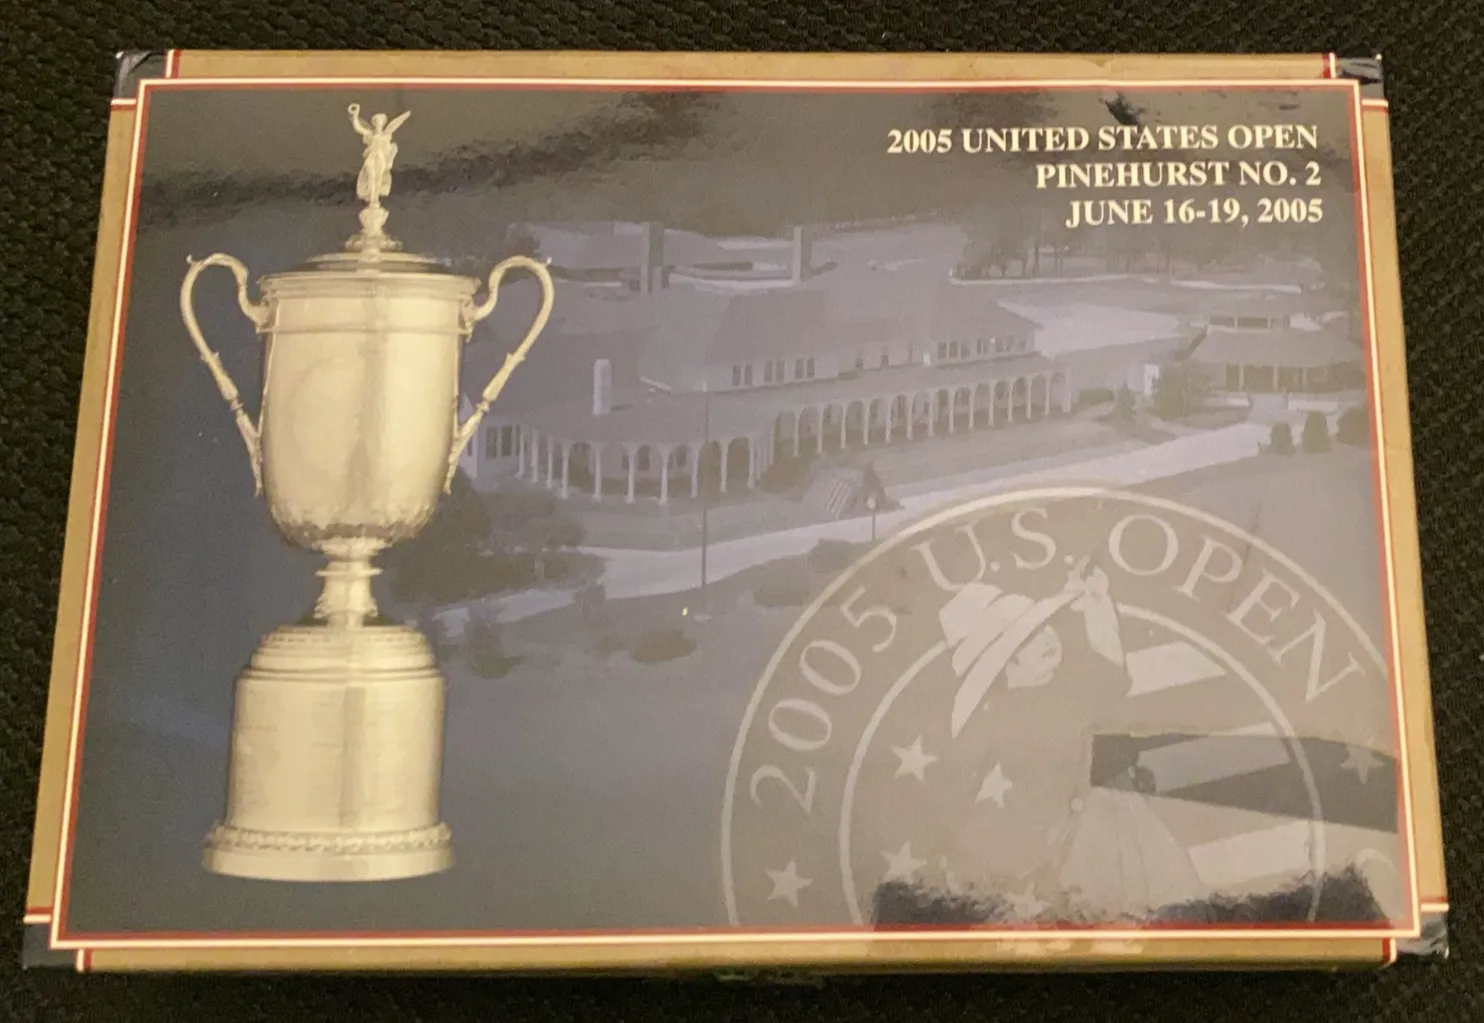 2005 UNITED STATES OPEN
PINEHURST NO. 2
JUNE 16-19, 2005
2005 U.S. OPEN